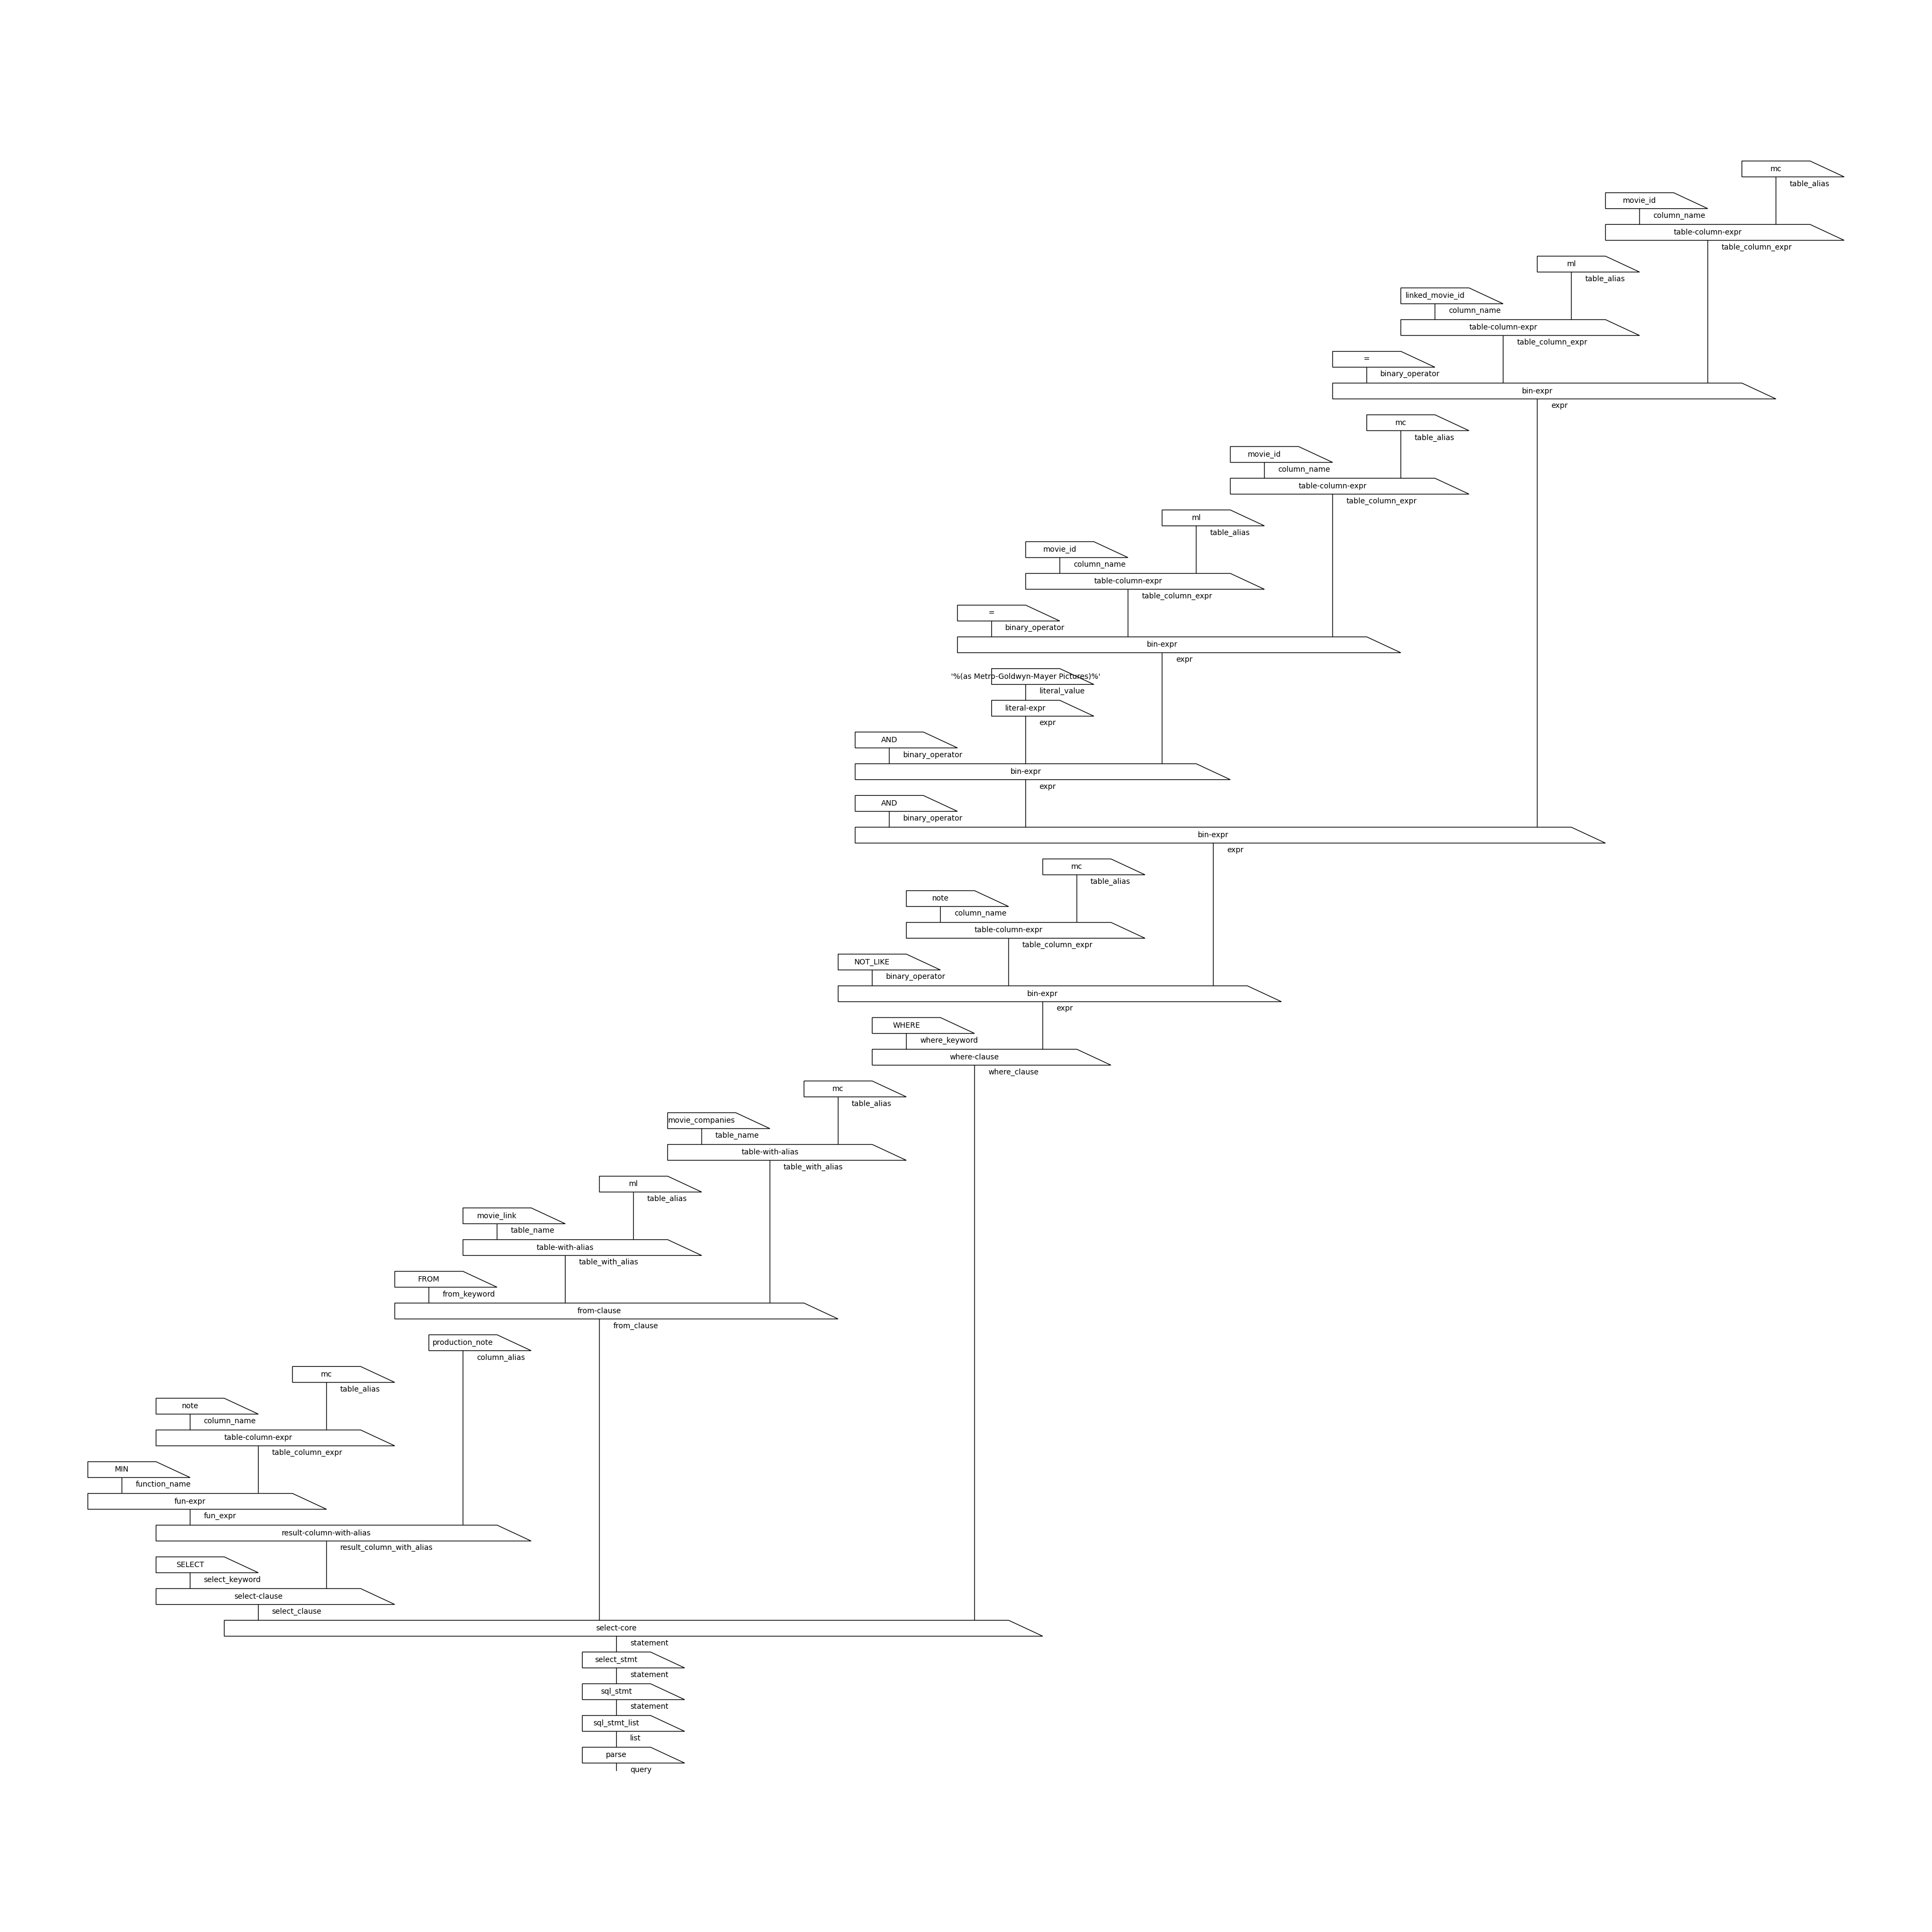 mc
table_alias
movie_id
column_name
table-column-expr
table_column_expr
ml
table_alias
linked_movie_id
column_name
table-column-expr
table_column_expr
=
binary_operator
bin-expr
expr
mc
table_alias
movie_id
column_name
table-column-expr
table_column_expr
ml
table_alias
movie_id
column_name
table-column-expr
table_column_expr
=
binary_operator
bin-expr
expr
'%(as Metro-Goldwyn-Mayer Pictures)%'
literal_value
literal-expr
expr
AND
binary_operator
bin-expr
expr
AND
binary_operator
bin-expr
expr
mc
table_alias
note
column_name
table-column-expr
table_column_expr
NOT_LIKE
binary_operator
bin-expr
expr
WHERE
where_keyword
where-clause
where_clause
mc
table_alias
movie_companies
table_name
table-with-alias
table_with_alias
ml
table_alias
movie_link
table_name
table-with-alias
table_with_alias
FROM
from_keyword
from-clause
from_clause
production_note
column_alias
mc
table_alias
note
column_name
table-column-expr
table_column_expr
MIN
function_name
fun-expr
fun_expr
result-column-with-alias
result_column_with_alias
SELECT
select_keyword
select-clause
select_clause
select-core
statement
select_stmt
statement
sql_stmt
statement
sql_stmt_list
list
parse
query